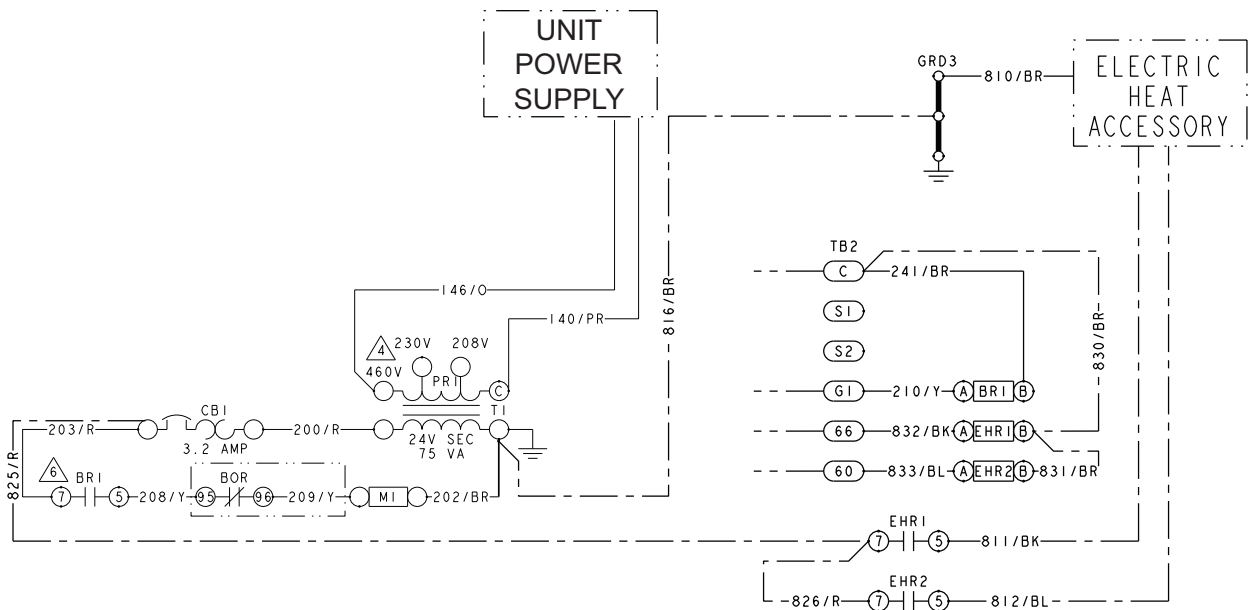 UNIT
POWER
SUPPLY
GRD3
810/BR
ELECTRIC
HEAT
ACCESSORY
TB2
C
241/BR
146/O
816/BR
S1
140/PR
830/BR
4
230V
208V
S2
460V
PR1
C
G1
210/Y
A
BR1
B
CB1
T1
203/R
200/R
24V SEC
66
832/BK
A
EHR1
B
3.2 AMP
75 VA
825/R
6
BR1
BOR
60
833/BL
A
EHR2
B
831/BR
7
5
208/Y
95
96
209/Y
M1
202/BR
EHR1
7
5
811/BK
EHR2
826/R
7
5
812/BL